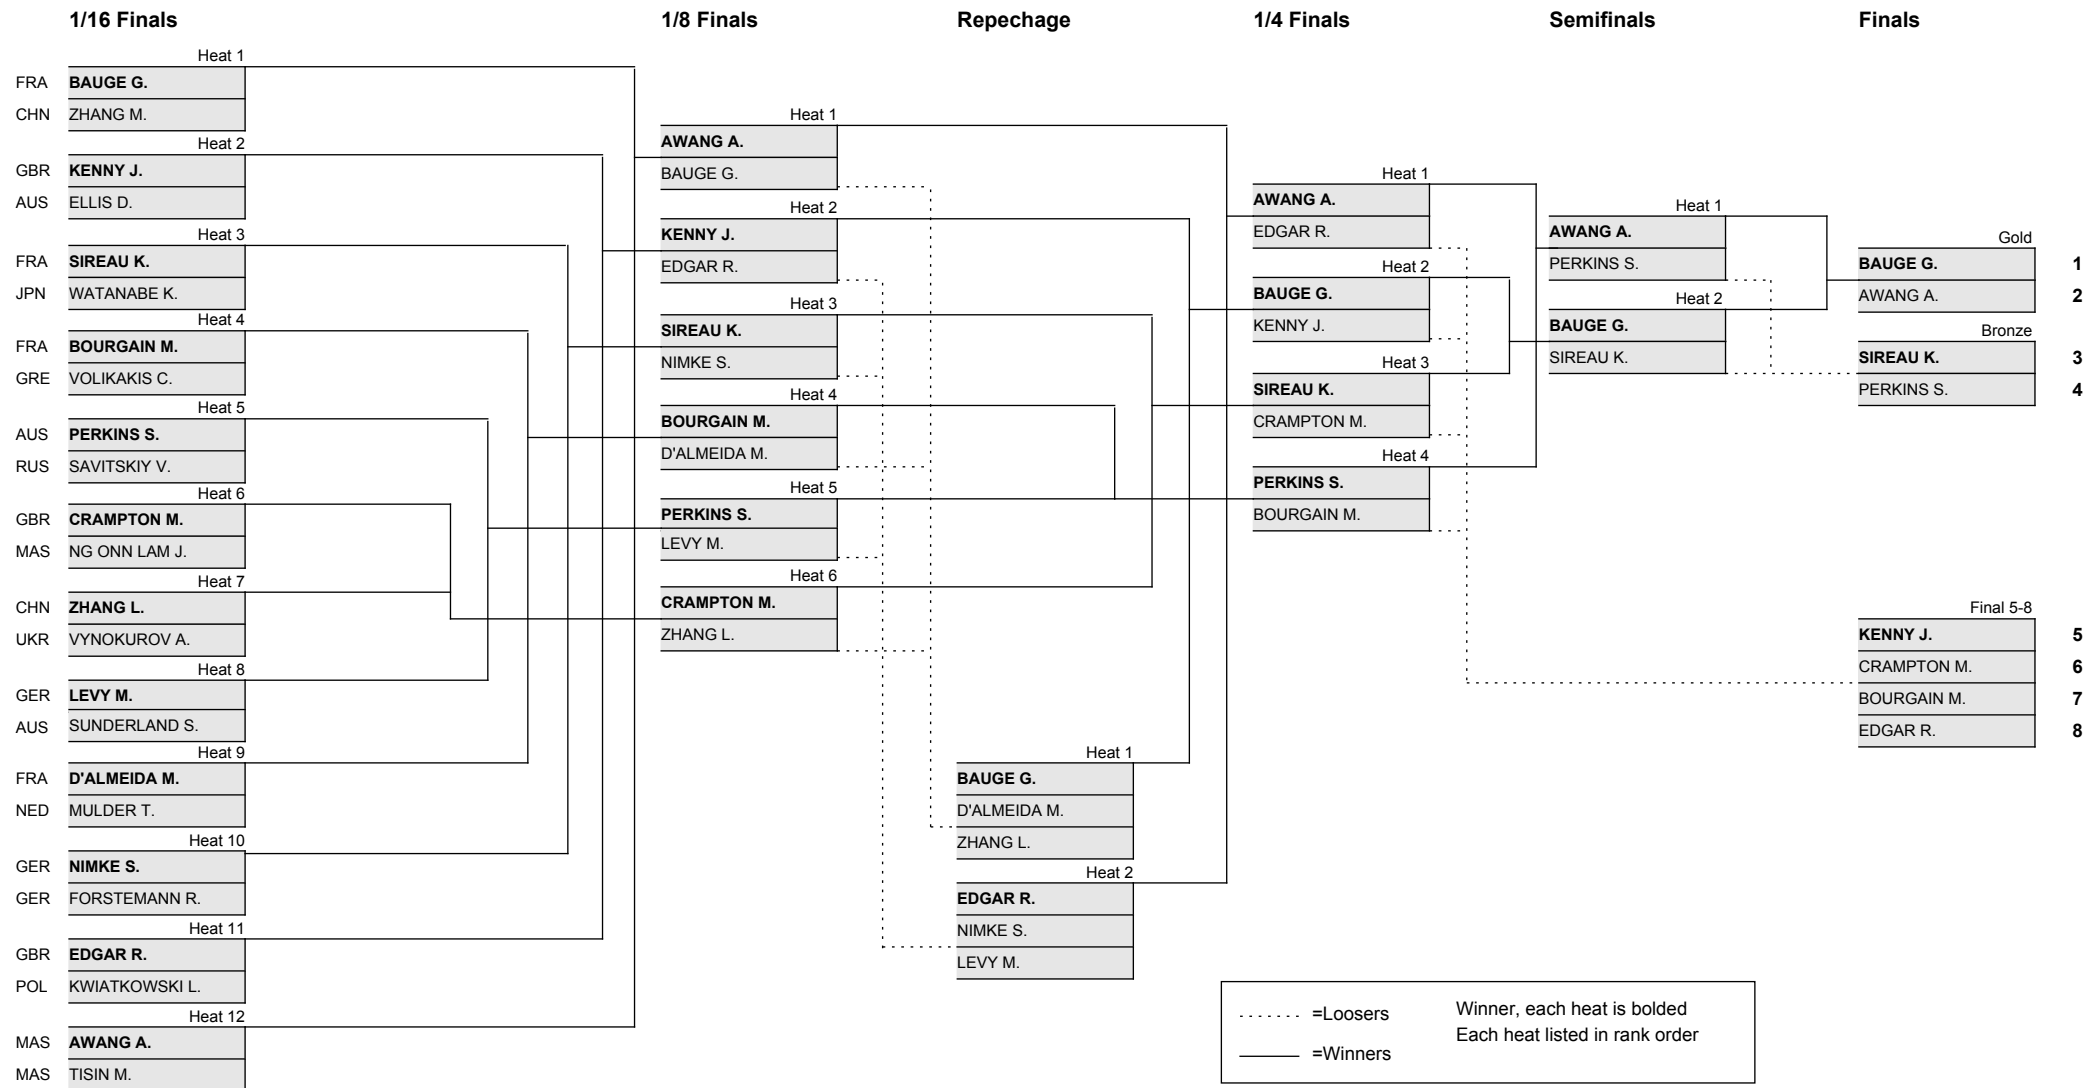 1/16 Finals 1/8 Finals Repechage 1/4 Finals Semifinals Finals
Heat 1
FRA BAUGE G.
CHN ZHANG M.
Heat 2
GBR KENNY J.
AUS ELLIS D.
Heat 3
FRA SIREAU K.
JPN WATANABE K.
Heat 4
FRA BOURGAIN M.
GRE VOLIKAKIS C.
Heat 5
AUS PERKINS S.
RUS SAVITSKIY V.
Heat 6
GBR CRAMPTON M.
MAS NG ONN LAM J.
Heat 7
CHN ZHANG L.
UKR VYNOKUROV A.
Heat 8
GER LEVY M.
AUS SUNDERLAND S.
Heat 9
FRA D'ALMEIDA M.
NED MULDER T.
Heat 10
GER NIMKE S.
GER FORSTEMANN R.
Heat 11
GBR EDGAR R.
POL KWIATKOWSKI L.
Heat 12
MAS AWANG A.
MAS TISIN M.
Heat 1
AWANG A.
BAUGE G.
Heat 2
KENNY J.
EDGAR R.
Heat 3
SIREAU K.
NIMKE S.
Heat 4
BOURGAIN M.
D'ALMEIDA M.
Heat 5
PERKINS S.
LEVY M.
Heat 6
CRAMPTON M.
ZHANG L.
Heat 1
BAUGE G.
D'ALMEIDA M.
ZHANG L.
Heat 2
EDGAR R.
NIMKE S.
LEVY M.
Heat 1
AWANG A.
EDGAR R.
Heat 2
BAUGE G.
KENNY J.
Heat 3
SIREAU K.
CRAMPTON M.
Heat 4
PERKINS S.
BOURGAIN M.
Heat 1
AWANG A.
PERKINS S.
Heat 2
BAUGE G.
SIREAU K.
Gold
BAUGE G. 1
AWANG A. 2
Bronze
SIREAU K. 3
PERKINS S. 4
Final 5-8
KENNY J. 5
CRAMPTON M. 6
BOURGAIN M. 7
EDGAR R. 8
=Loosers Winner, each heat is bolded
Each heat listed in rank order
=Winners